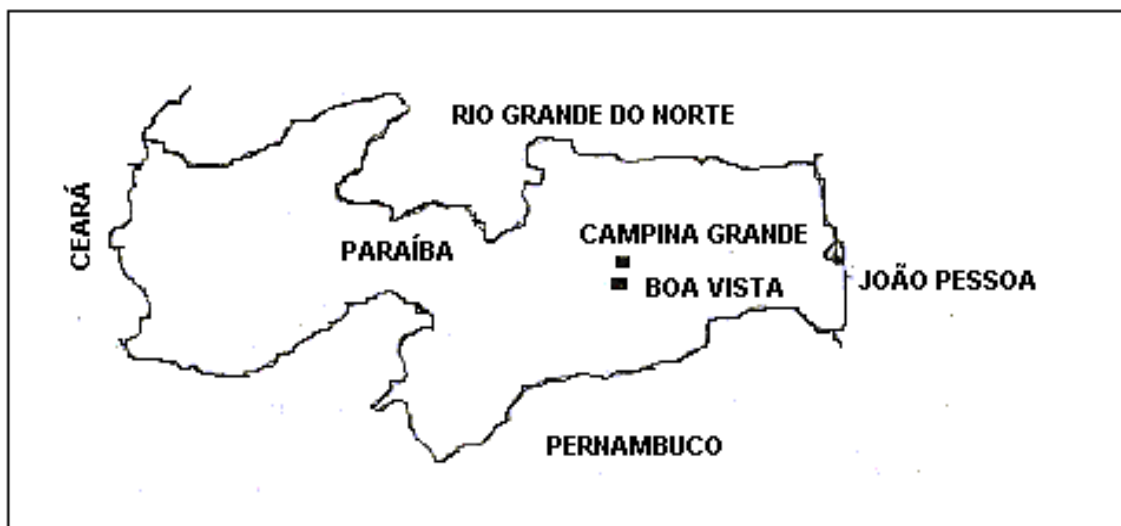 RIO GRANDE DO NORTE
CEARÁ
CAMPINA GRANDE
PARAÍBA
JOÃO PESSOA
BOA VISTA
PERNAMBUCO